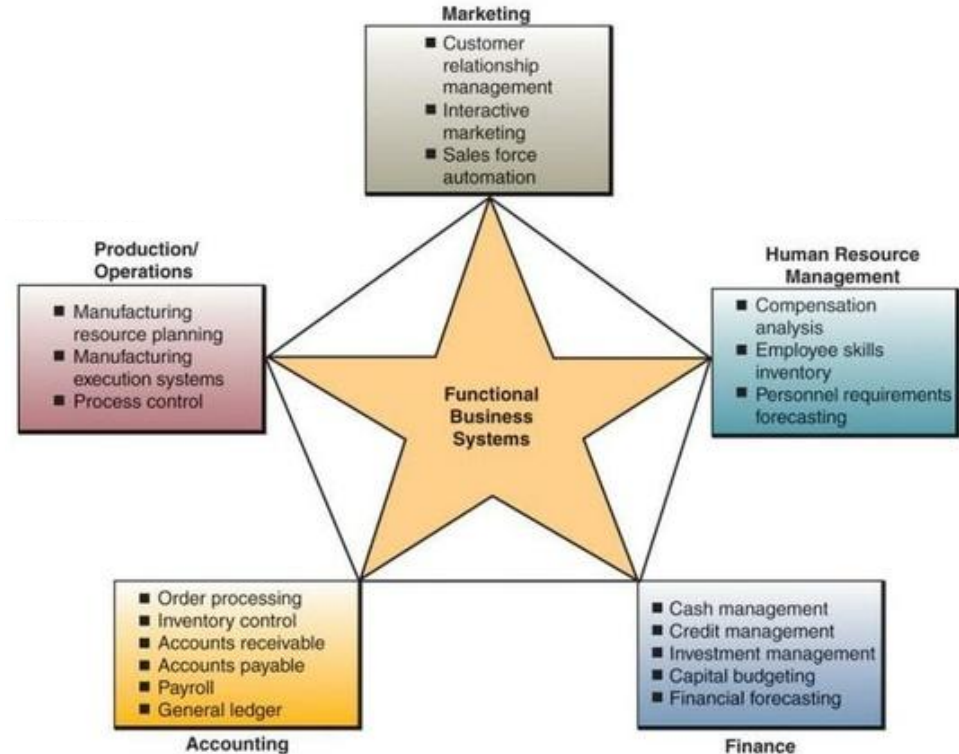 Marketing
■ Customer
relationship
management
■ Interactive
marketing
■ Sales force
automation
Production/
Operations
■ Manufacturing
resource planning
■ Manufacturing
execution systems
■ Process control
Human Resource
Management
■ Compensation
analysis
■ Employee skills
inventory
■ Personnel requirements
forecasting
Functional
Business
Systems
■ Order processing
■ Inventory control
■ Accounts receivable
■ Accounts payable
■ Payroll
■ General ledger
Accounting
■ Cash management
■ Credit management
■ Investment management
■ Capital budgeting
■ Financial forecasting
Finance